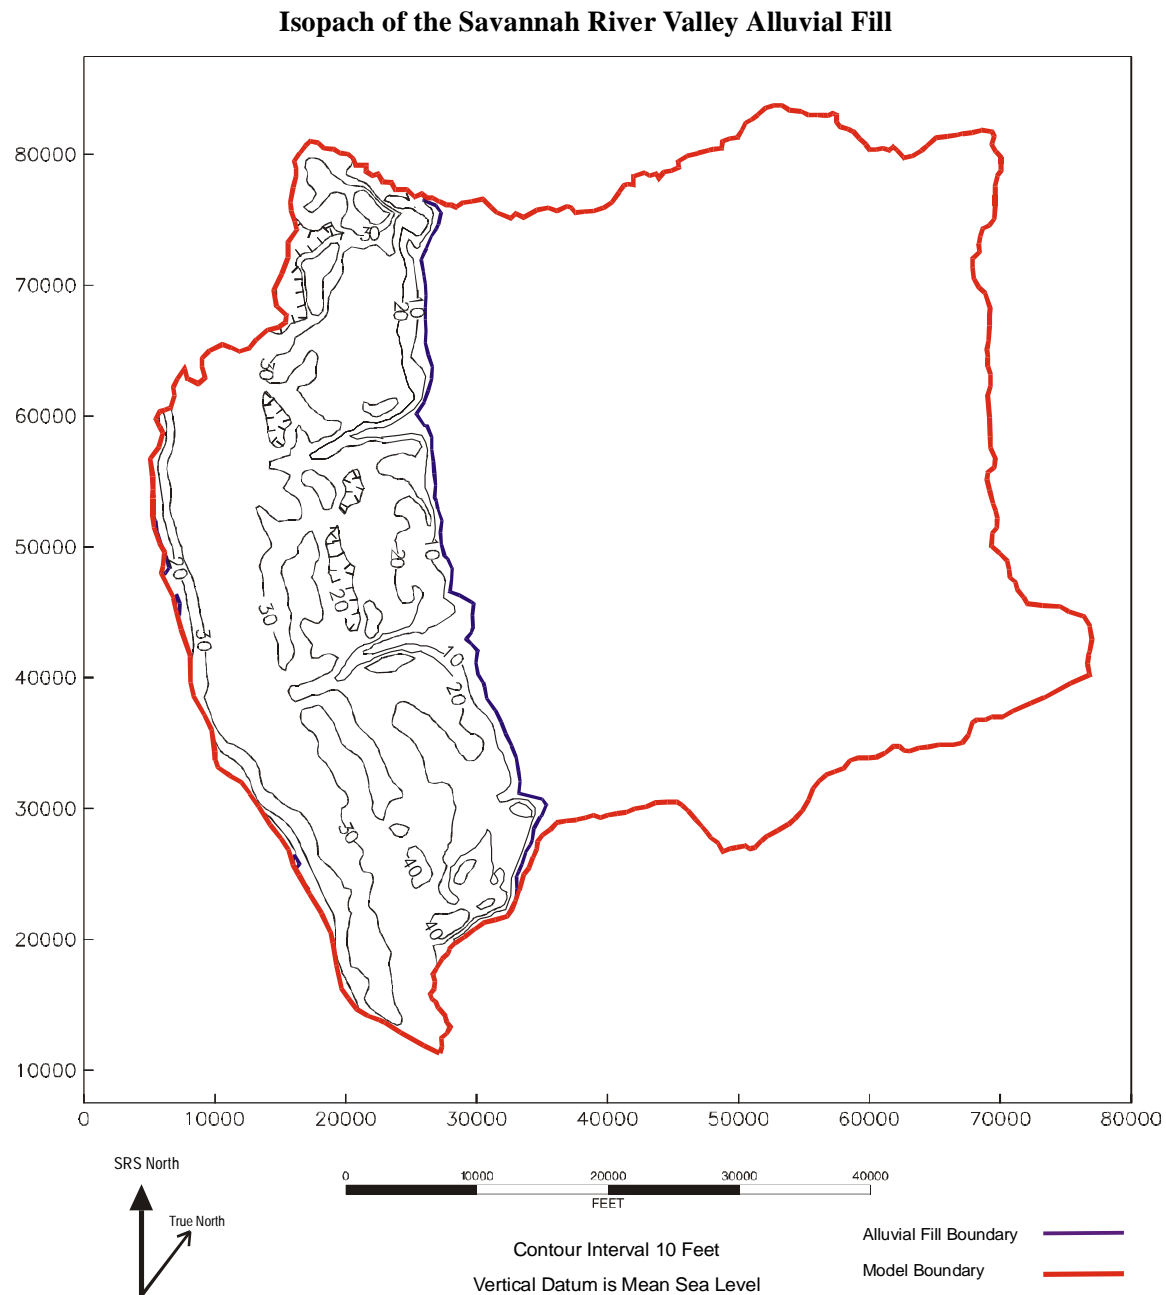 Isopach of the Savannah River Valley Alluvial Fill
80000
70000
60000
50000
40000
30000
20000
10000
30
10
20
30
20
10
20
20
30
30
10
20
30
40
40
0 10000 20000 30000 40000 50000 60000 70000 80000
SRS North
True North
0 10000 20000 30000 40000
FEET
Contour Interval 10 Feet
Vertical Datum is Mean Sea Level
Alluvial Fill Boundary
Model Boundary